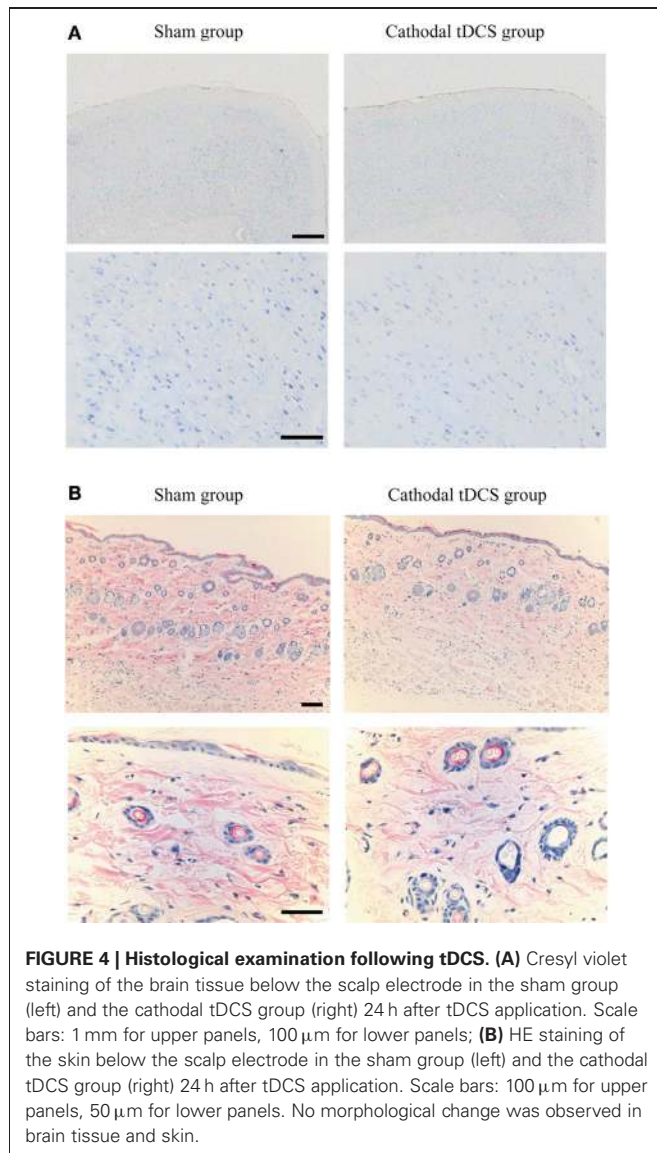 A
Sham group Cathodal tDCS group
B
Sham group Cathodal tDCS group
FIGURE 4 | Histological examination following tDCS. (A) Cresyl violet
staining of the brain tissue below the scalp electrode in the sham group
(left) and the cathodal tDCS group (right) 24 h after tDCS application. Scale
bars: 1 mm for upper panels, 100 μm for lower panels; (B) HE staining of
the skin below the scalp electrode in the sham group (left) and the cathodal
tDCS group (right) 24 h after tDCS application. Scale bars: 100 μm for upper
panels, 50 μm for lower panels. No morphological change was observed in
brain tissue and skin.